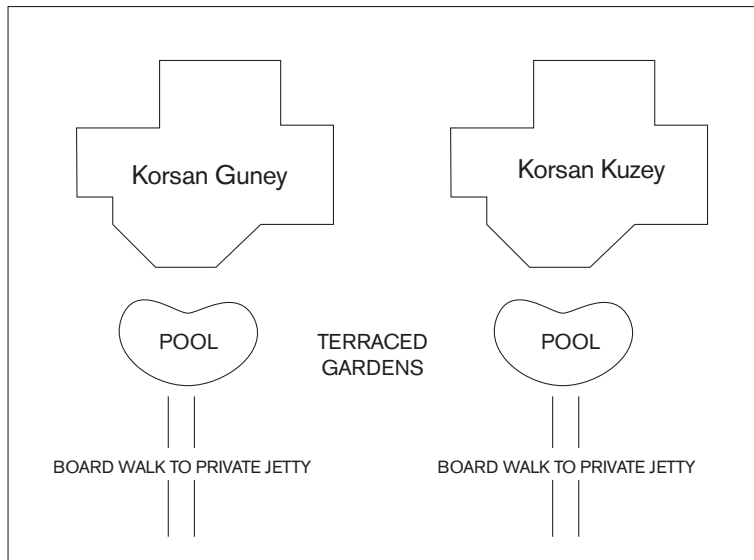 Korsan Guney
Korsan Kuzey
POOL
TERRACED
GARDENS
POOL
BOARD WALK TO PRIVATE JETTY
BOARD WALK TO PRIVATE JETTY